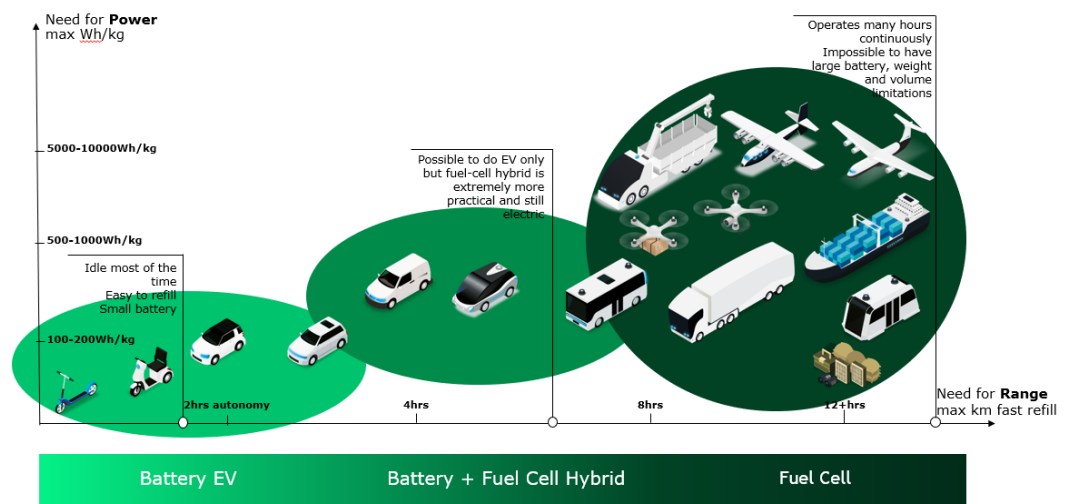 Need for Power
max Wh/kg
Operates many hours
continuously
Impossible to have
large battery, weight
and volume
limitations
5000-10000Wh/kg
Possible to do EV only
but fuel-cell hybrid is
extremely more
practical and still
electric
500-1000Wh/kg
Idle most of the
time
Easy to refill
Small battery
100-200Wh/kg
2hrs autonomy
4hrs
8hrs
12+hrs
Need for Range
max km fast refill
Battery EV
Battery + Fuel Cell Hybrid
Fuel Cell